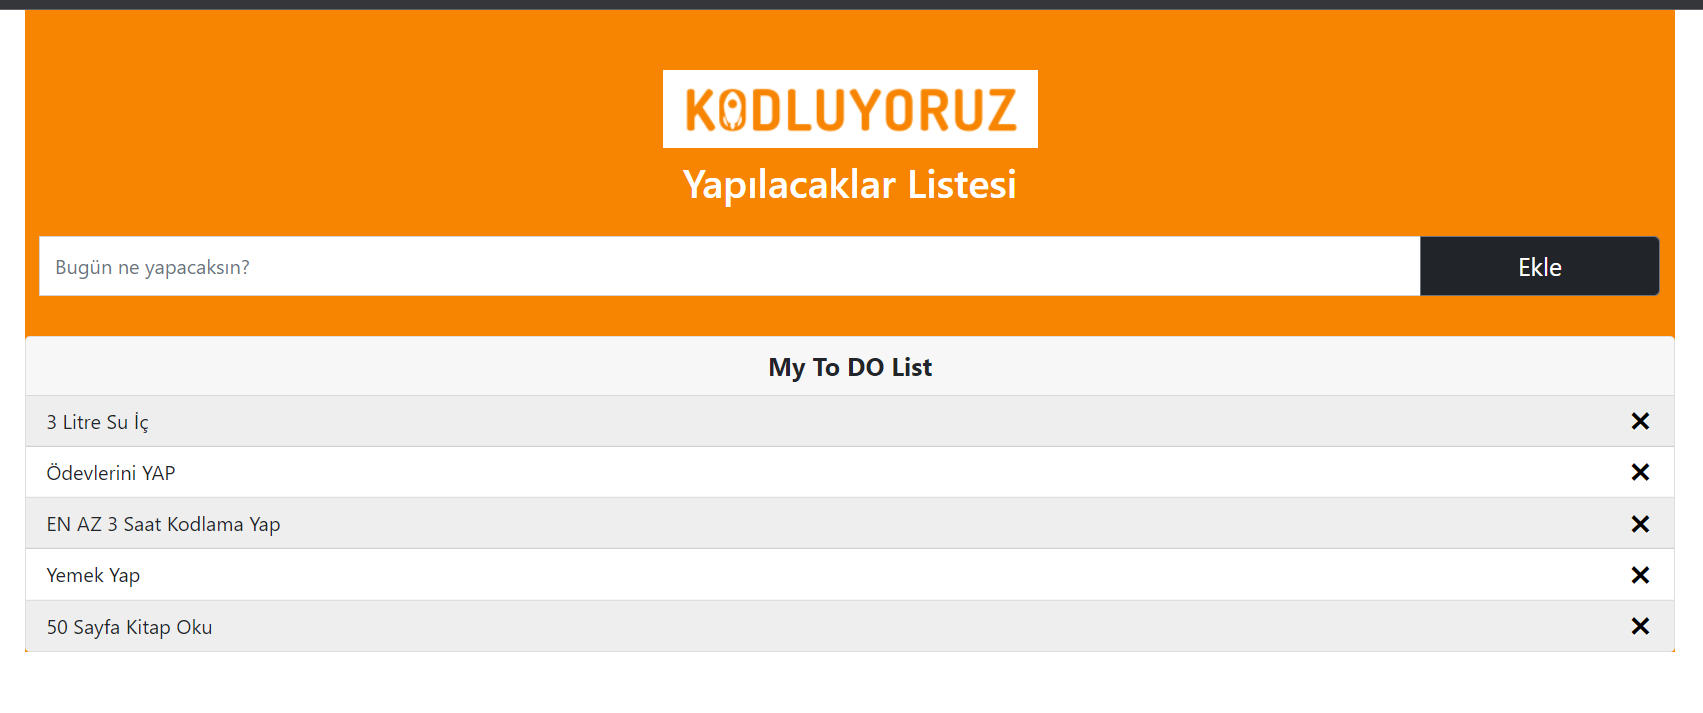 KODLUYORUZ
Yapılacaklar Listesi
Bugün ne yapacaksın?
Ekle
My To DO List
3 Litre Su İç
Ödevlerini YAP
EN AZ 3 Saat Kodlama Yap
Yemek Yap
50 Sayfa Kitap Oku